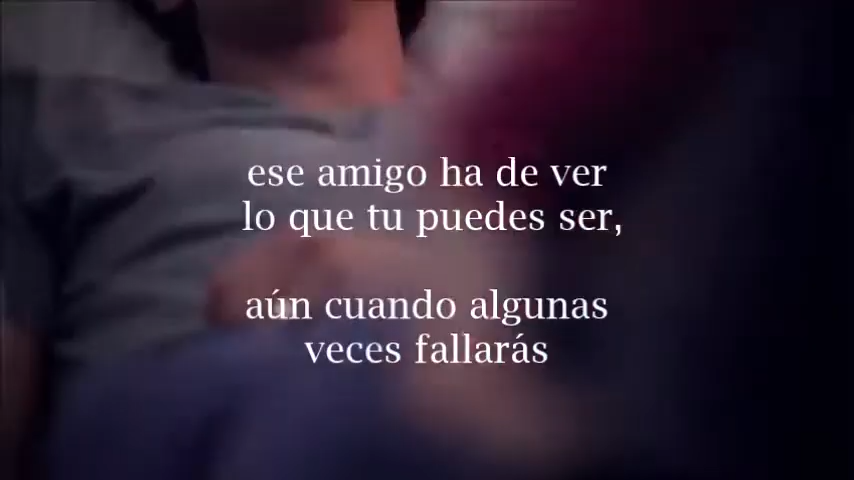 ese amigo ha de ver
lo que tu puedes ser,
aún cuando algunas
veces fallarás